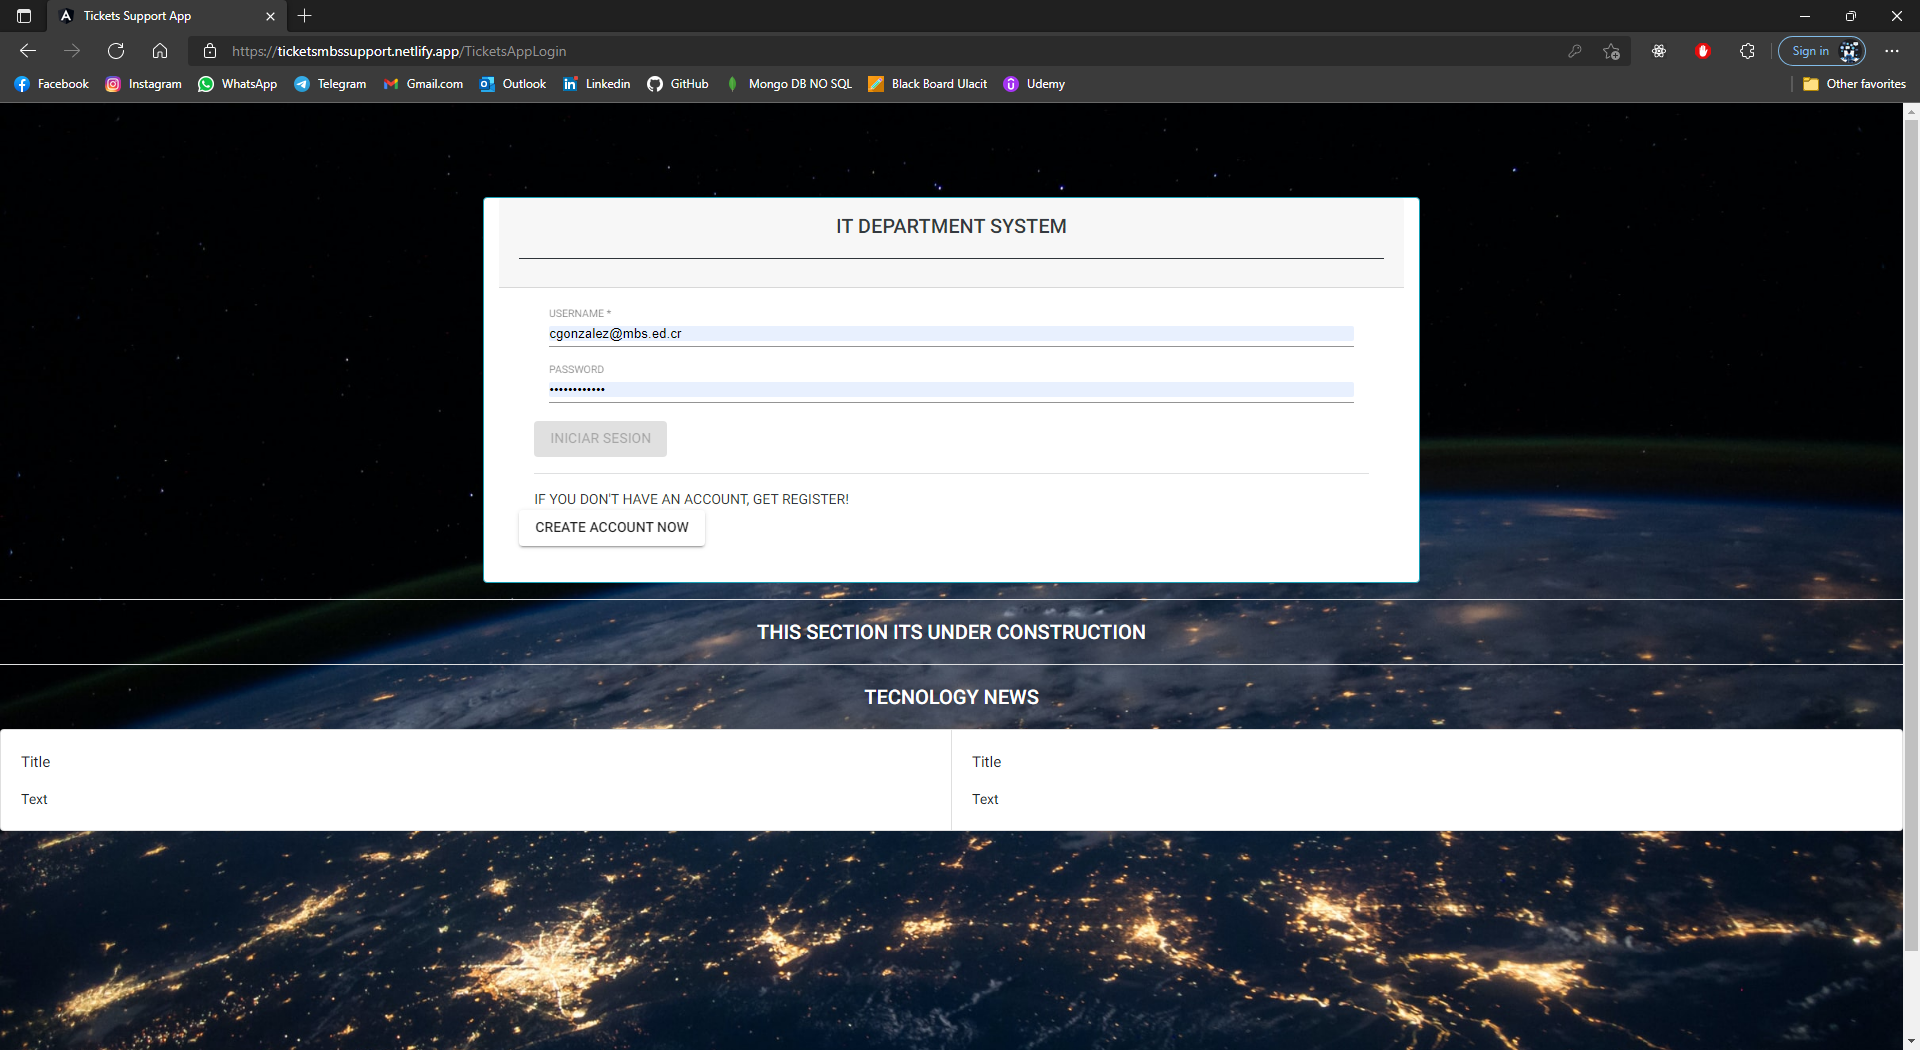 Tickets Support App
https://ticketsmbssupport.netlify.app/TicketsAppLogin
Sign in
Facebook Instagram WhatsApp Telegram Gmail.com Outlook Linkedin GitHub Mongo DB NO SQL Black Board Ulacit Udemy Other favorites
IT DEPARTMENT SYSTEM
USERNAME *
cgonzalez@mbs.ed.cr
PASSWORD
••••••••••••
INICIAR SESION
IF YOU DON'T HAVE AN ACCOUNT, GET REGISTER!
CREATE ACCOUNT NOW
THIS SECTION ITS UNDER CONSTRUCTION
TECNOLOGY NEWS
Title
Text
Title
Text